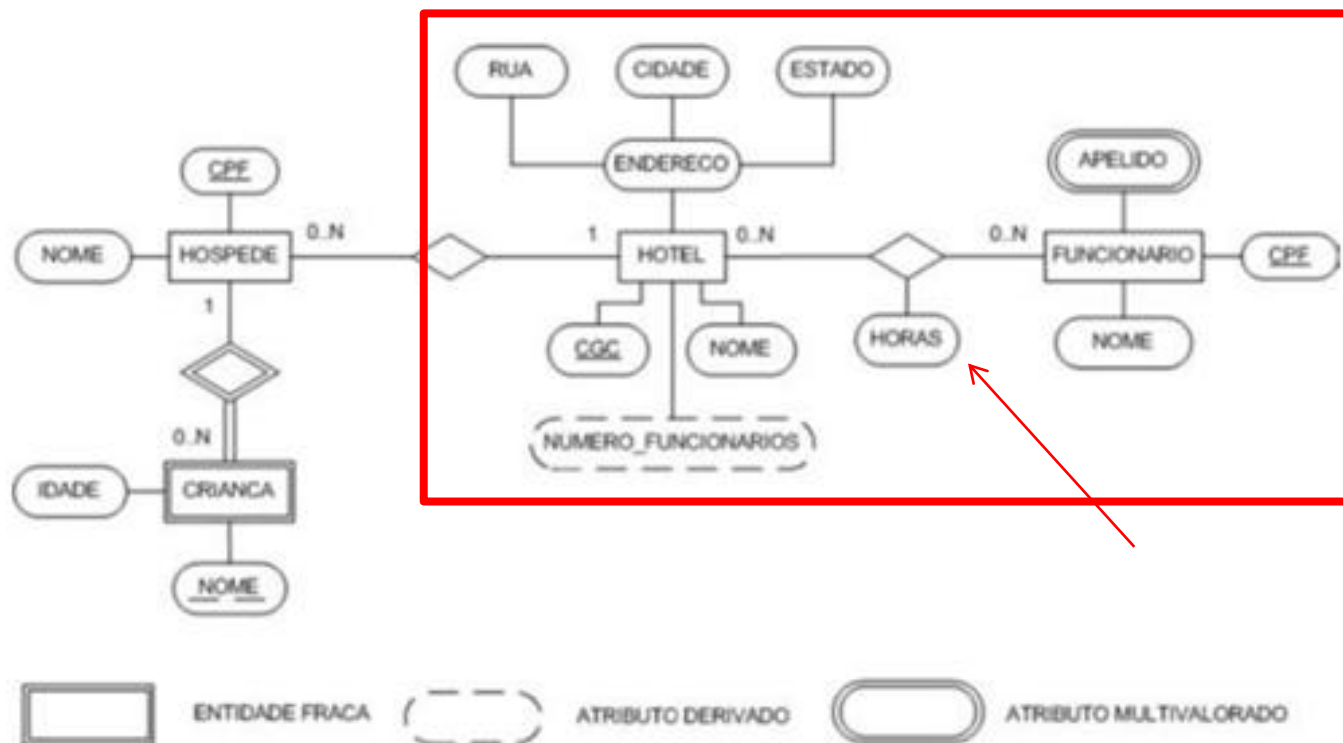 RUA
CIDADE
ESTADO
CPF
ENDERECO
APELIDO
NOME
HOSPEDE
0..N
1
HOTEL
0..N
0..N
FUNCIONARIO
CPF
1
CGC
NOME
HORAS
NOME
0..N
NUMERO_FUNCIONARIOS
IDADE
CRIANCA
NOME
ENTIDADE FRACA
ATRIBUTO DERIVADO
ATRIBUTO MULTIVALORADO